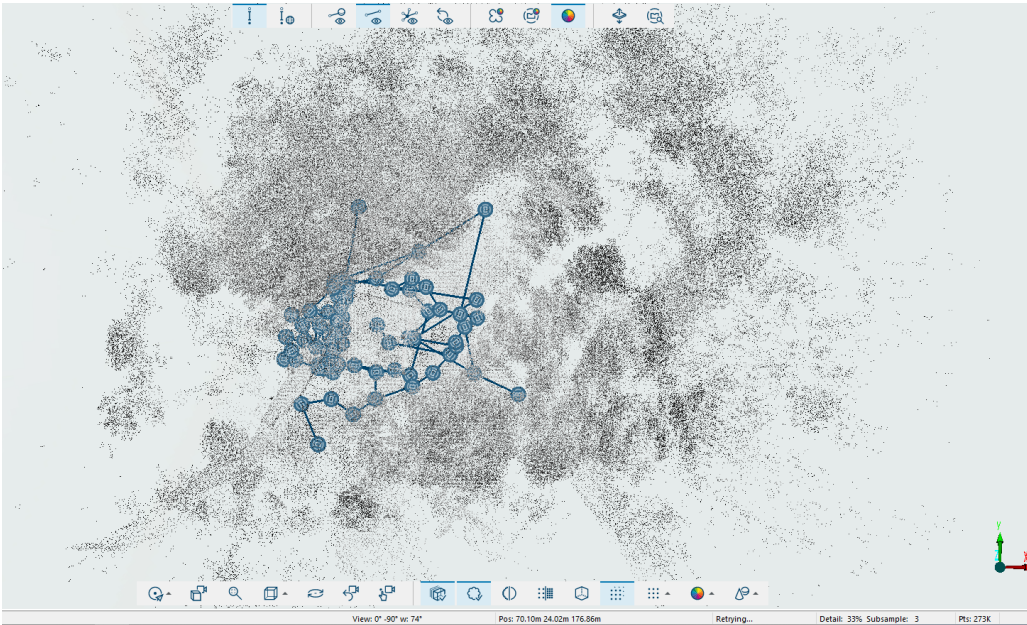 Y
X
View: 0° -90° w: 74°
Pos: 70.10m 24.02m 176.86m
Retrying...
Detail: 33% Subsample: 3
Pts: 273K